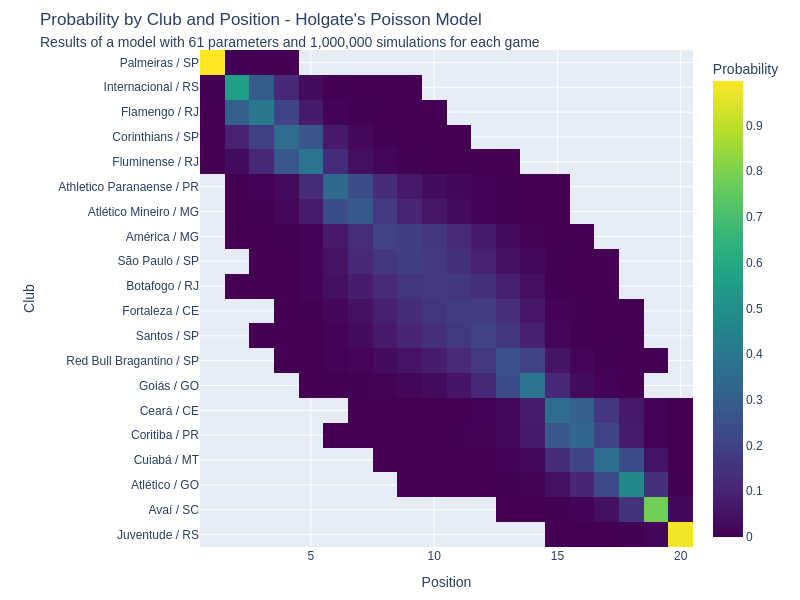 Probability by Club and Position - Holgate's Poisson Model
Results of a model with 61 parameters and 1,000,000 simulations for each game
Probability
Palmeiras / SP
Internacional / RS
Flamengo / RJ
Corinthians / SP
Fluminense / RJ
Athletico Paranaense / PR
Atlético Mineiro / MG
América / MG
São Paulo / SP
Botafogo / RJ
Fortaleza / CE
Santos / SP
Red Bull Bragantino / SP
Goiás / GO
Ceará / CE
Coritiba / PR
Cuiabá / MT
Atlético / GO
Avaí / SC
Juventude / RS
Club
5
10
15
20
Position
0.9
0.8
0.7
0.6
0.5
0.4
0.3
0.2
0.1
0